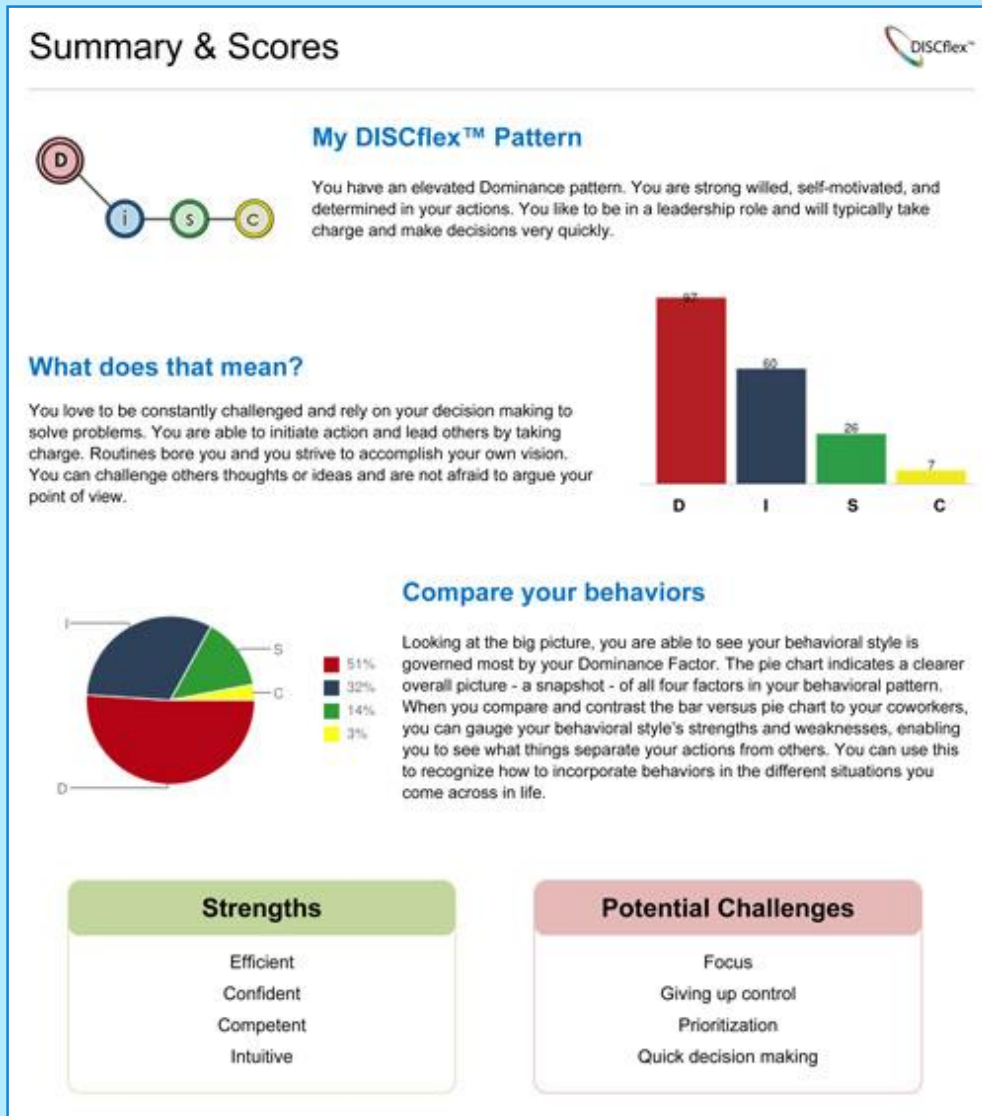 Summary & Scores
DISCflex™
D
i
s
c
My DISCflex™ Pattern
You have an elevated Dominance pattern. You are strong willed, self-motivated, and
determined in your actions. You like to be in a leadership role and will typically take
charge and make decisions very quickly.
97
60
26
7
D I S C
What does that mean?
You love to be constantly challenged and rely on your decision making to
solve problems. You are able to initiate action and lead others by taking
charge. Routines bore you and you strive to accomplish your own vision.
You can challenge others thoughts or ideas and are not afraid to argue your
point of view.
I
S
C
D
51%
32%
14%
3%
Compare your behaviors
Looking at the big picture, you are able to see your behavioral style is
governed most by your Dominance Factor. The pie chart indicates a clearer
overall picture - a snapshot - of all four factors in your behavioral pattern.
When you compare and contrast the bar versus pie chart to your coworkers,
you can gauge your behavioral style's strengths and weaknesses, enabling
you to see what things separate your actions from others. You can use this
to recognize how to incorporate behaviors in the different situations you
come across in life.
Strengths
Efficient
Confident
Competent
Intuitive
Potential Challenges
Focus
Giving up control
Prioritization
Quick decision making